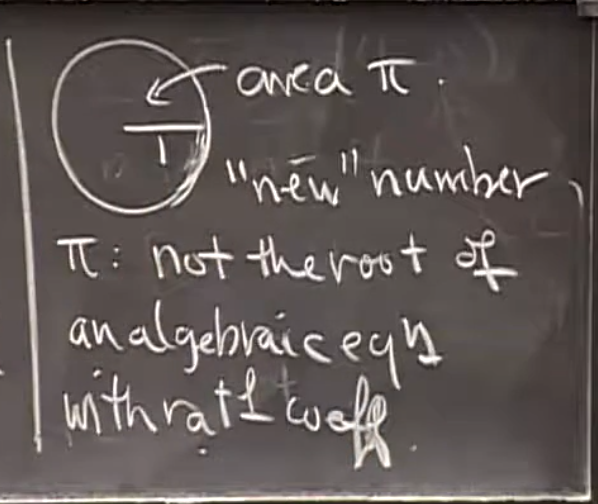 area π.
1
"new" number
π: not the root of
an algebraic eqn
with rat'l coeff.